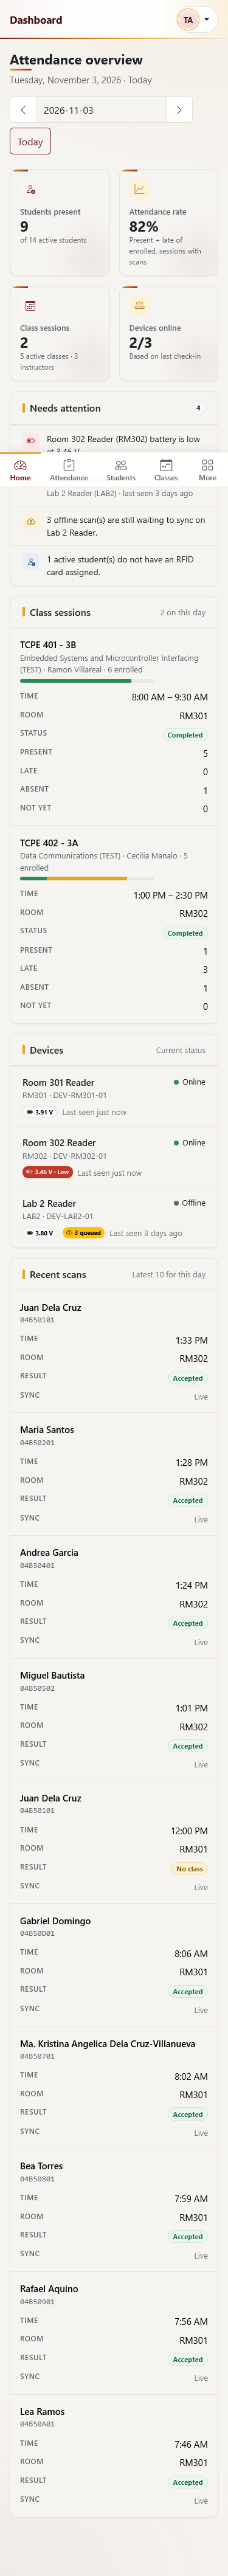 Dashboard
TA
Attendance overview
Tuesday, November 3, 2026 · Today
2026-11-03
Today
Students present
9
of 14 active students
Attendance rate
82%
Present + late of
enrolled, sessions with
scans
Class sessions
2
5 active classes · 3
instructors
Devices online
2/3
Based on last check-in
Needs attention
4
Room 302 Reader (RM302) battery is low
at 3.46 V.
Home
Attendance
Students
Classes
More
Lab 2 Reader (LAB2) · last seen 3 days ago
3 offline scan(s) are still waiting to sync on
Lab 2 Reader.
1 active student(s) do not have an RFID
card assigned.
Class sessions
2 on this day
TCPE 401 - 3B
Embedded Systems and Microcontroller Interfacing
(TEST) · Ramon Villareal · 6 enrolled
TIME
8:00 AM – 9:30 AM
ROOM
RM301
STATUS
Completed
PRESENT
5
LATE
0
ABSENT
1
NOT YET
0
TCPE 402 - 3A
Data Communications (TEST) · Cecilia Manalo · 5
enrolled
TIME
1:00 PM – 2:30 PM
ROOM
RM302
STATUS
Completed
PRESENT
1
LATE
3
ABSENT
1
NOT YET
0
Devices
Current status
Room 301 Reader
Online
RM301 · DEV-RM301-01
3.91 V
Last seen just now
Room 302 Reader
Online
RM302 · DEV-RM302-01
3.46 V · Low
Last seen just now
Lab 2 Reader
Offline
LAB2 · DEV-LAB2-01
3.80 V
3 queued
Last seen 3 days ago
Recent scans
Latest 10 for this day
Juan Dela Cruz
04B50101
TIME
1:33 PM
ROOM
RM302
RESULT
Accepted
SYNC
Live
Maria Santos
04B50201
TIME
1:28 PM
ROOM
RM302
RESULT
Accepted
SYNC
Live
Andrea Garcia
04B50401
TIME
1:24 PM
ROOM
RM302
RESULT
Accepted
SYNC
Live
Miguel Bautista
04B50502
TIME
1:01 PM
ROOM
RM302
RESULT
Accepted
SYNC
Live
Juan Dela Cruz
04B50101
TIME
12:00 PM
ROOM
RM301
RESULT
No class
SYNC
Live
Gabriel Domingo
04B50D01
TIME
8:06 AM
ROOM
RM301
RESULT
Accepted
SYNC
Live
Ma. Kristina Angelica Dela Cruz-Villanueva
04B50701
TIME
8:02 AM
ROOM
RM301
RESULT
Accepted
SYNC
Live
Bea Torres
04B50801
TIME
7:59 AM
ROOM
RM301
RESULT
Accepted
SYNC
Live
Rafael Aquino
04B50901
TIME
7:56 AM
ROOM
RM301
RESULT
Accepted
SYNC
Live
Lea Ramos
04B50A01
TIME
7:46 AM
ROOM
RM301
RESULT
Accepted
SYNC
Live